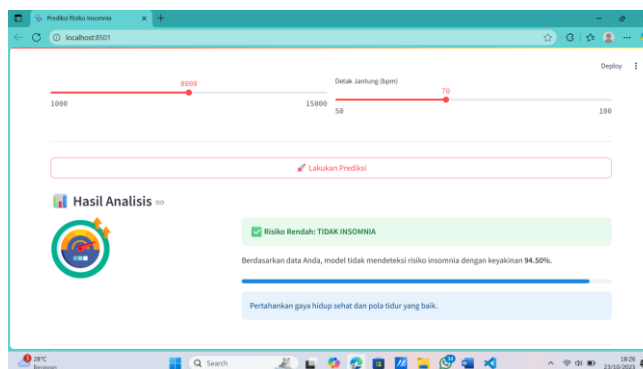 Prediksi Risiko Insomnia
localhost:8501
Deploy
8000
1000 15000
Detak Jantung (bpm)
70
50 100
Lakukan Prediksi
Hasil Analisis
Risiko Rendah: TIDAK INSOMNIA
Berdasarkan data Anda, model tidak mendeteksi risiko insomnia dengan keyakinan 94.50%.
Pertahankan gaya hidup sehat dan pola tidur yang baik.
28°C
Berawan
Search
18:26
23/10/2025